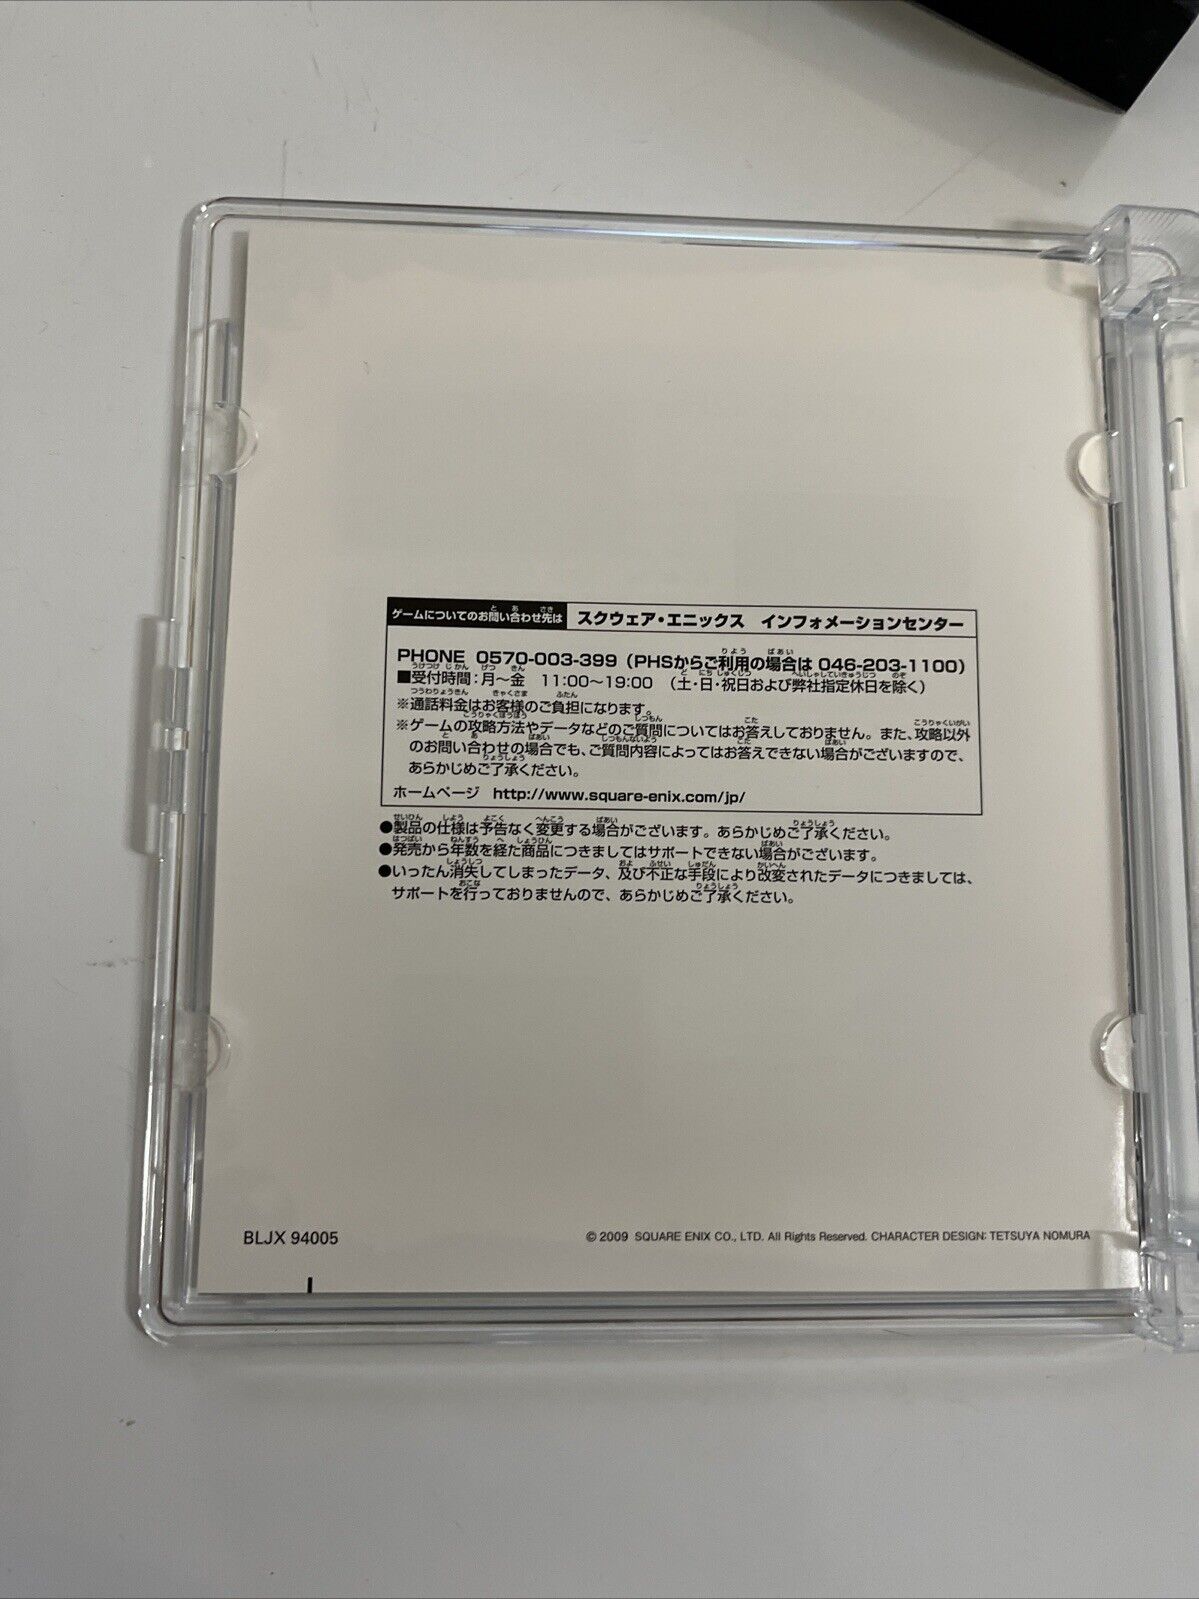 ゲームについてのお問い合わせ先は スクウェア・エニックス インフォメーションセンター
PHONE 0570-003-399（PHSからご利用の場合は 046-203-1100）
■受付時間：月～金 11:00～19:00 （土・日・祝日および弊社指定休日を除く）
※通話料金はお客様のご負担になります。
※ゲームの攻略方法やデータなどのご質問についてはお答えしておりません。また、攻略以外
のお問い合わせの場合でも、ご質問内容によってはお答えできない場合がございますので、
あらかじめご了承ください。
ホームページ http://www.square-enix.com/jp/
●製品の仕様は予告なく変更する場合がございます。あらかじめご了承ください。
●発売から年数を経た商品につきましてはサポートできない場合がございます。
●いったん消失してしまったデータ、及び不正な手段により改変されたデータにつきましては、
サポートを行っておりませんので、あらかじめご了承ください。
BLJX 94005
© 2009 SQUARE ENIX CO., LTD. All Rights Reserved. CHARACTER DESIGN: TETSUYA NOMURA